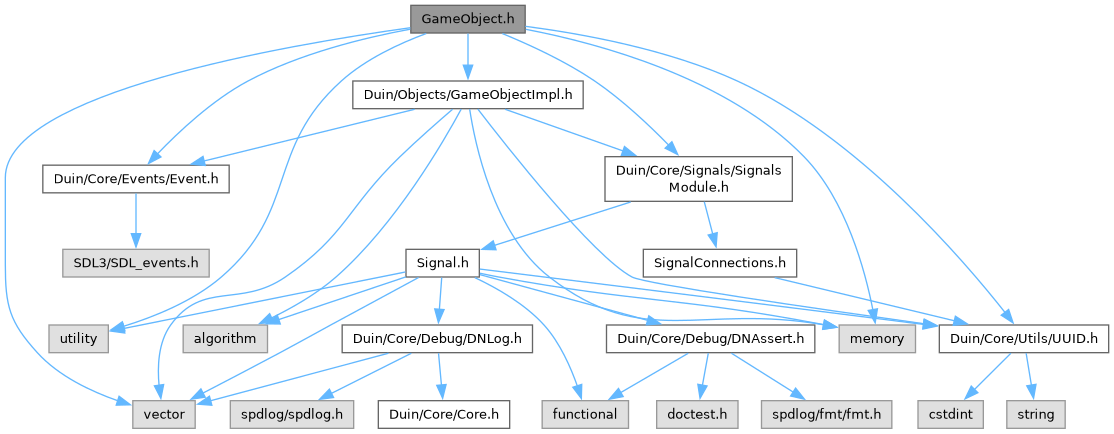 GameObject.h
Duin/Objects/GameObjectImpl.h
Duin/Core/Events/Event.h
Duin/Core/Signals/Signals
Module.h
SDL3/SDL_events.h
Signal.h
SignalConnections.h
utility
algorithm
Duin/Core/Debug/DNLog.h
Duin/Core/Debug/DNAssert.h
memory
Duin/Core/Utils/UUID.h
vector
spdlog/spdlog.h
Duin/Core/Core.h
functional
doctest.h
spdlog/fmt/fmt.h
cstdint
string